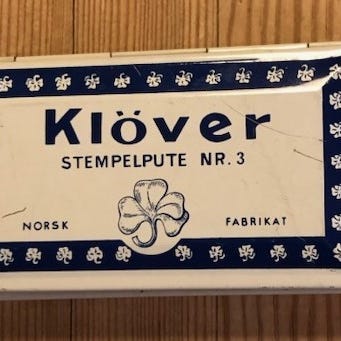 Klöver
STEMPELPUTE NR. 3
NORSK FABRIKAT